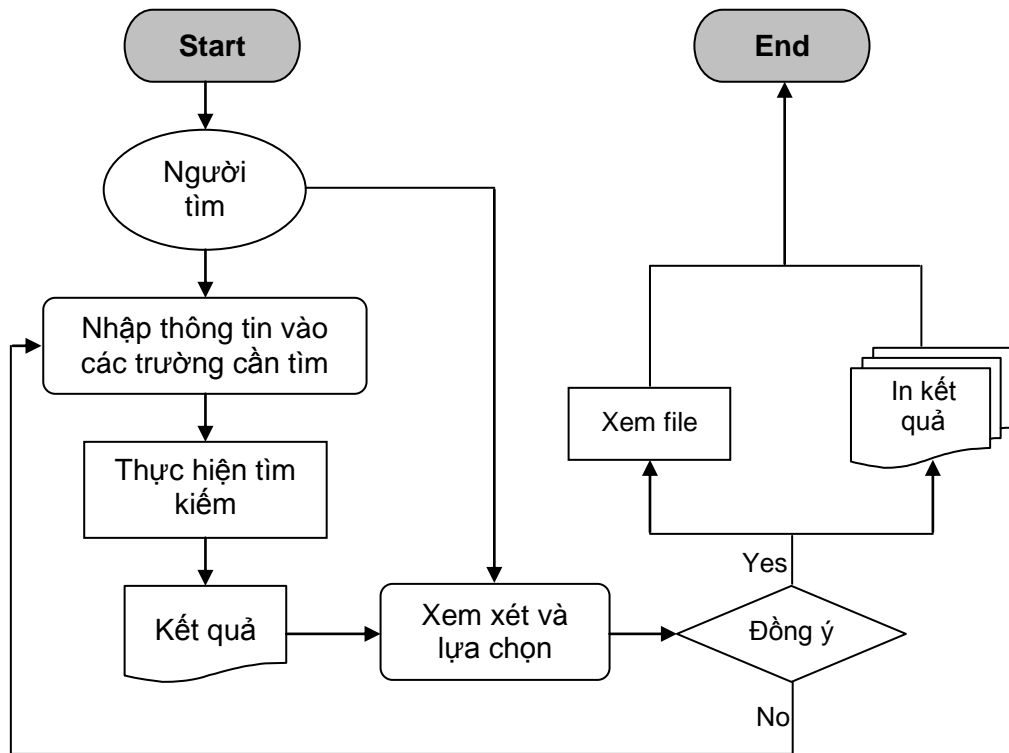 Start
End
Người
tìm
Nhập thông tin vào
các trường cần tìm
Thực hiện tìm
kiếm
Kết quả
Xem xét và
lựa chọn
Xem file
In kết
quả
Yes
Đồng ý
No